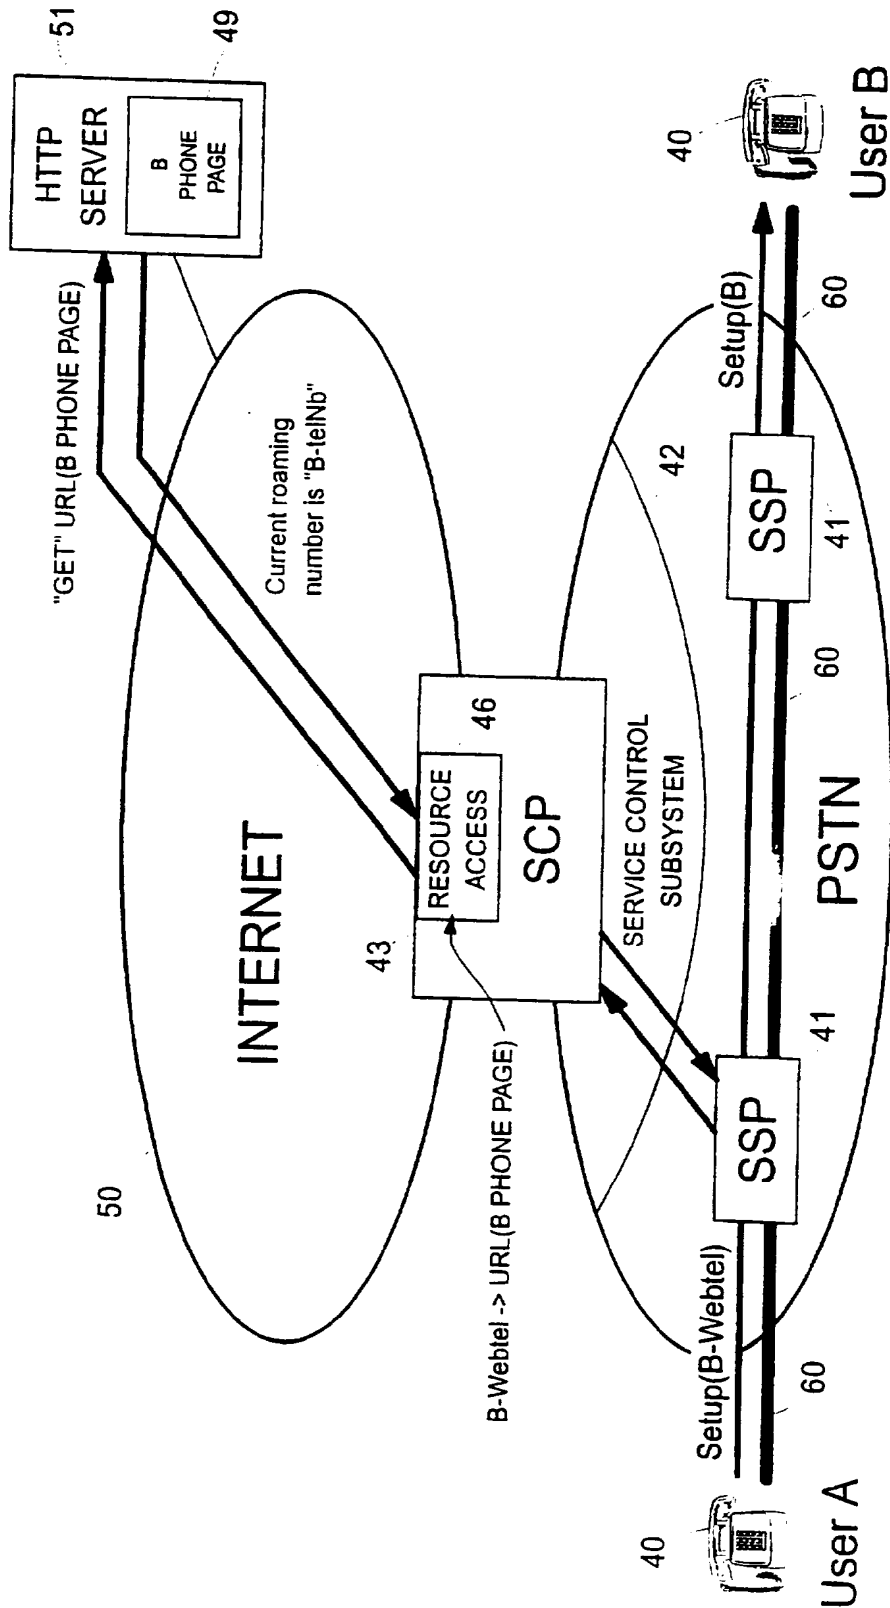 HTTP
SERVER
51
B
PHONE
PAGE
49
"GET" URL(B PHONE PAGE)
50
INTERNET
Current roaming
number is "B-telNb"
43
RESOURCE
ACCESS
46
SCP
B-Webtel -> URL(B PHONE PAGE)
SERVICE CONTROL
SUBSYSTEM
42
Setup(B-Webtel)
SSP
41
SSP
41
Setup(B)
40
40
60
60
60
PSTN
User A
User B